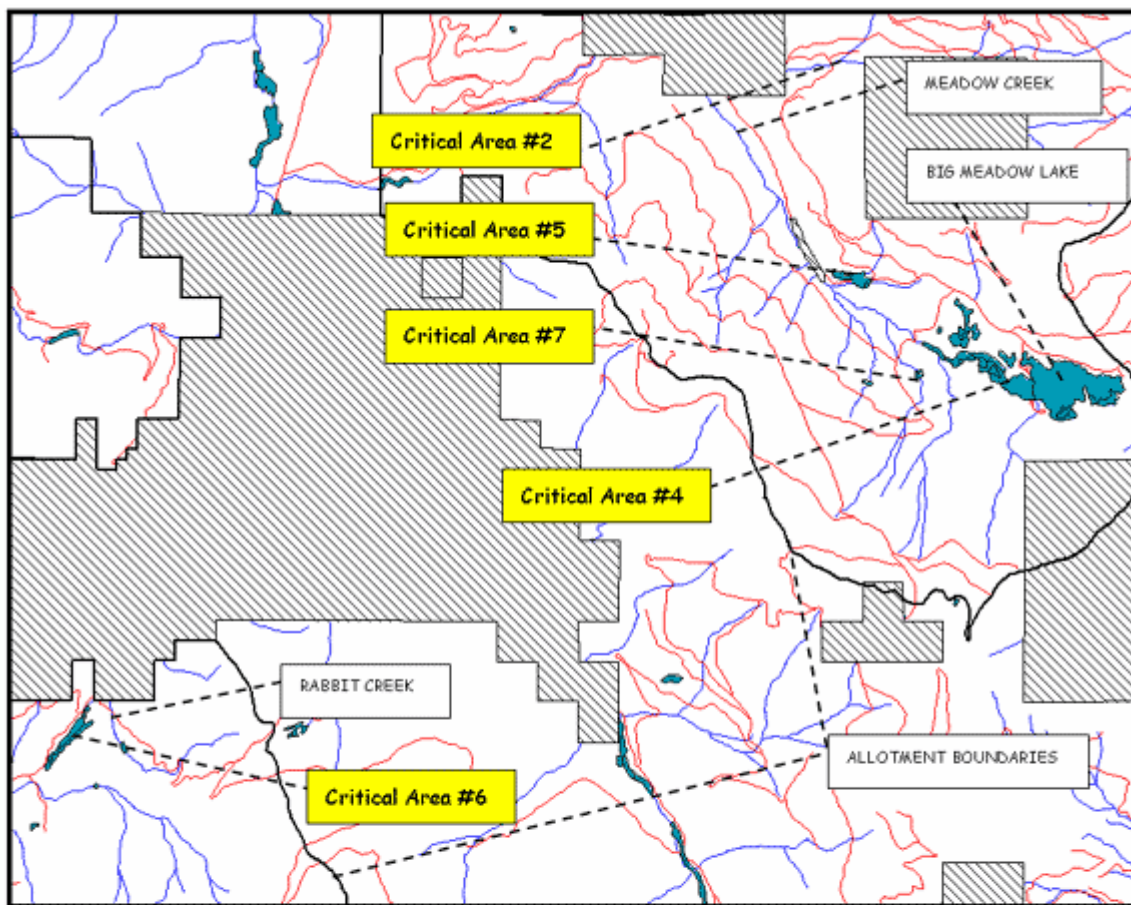 MEADOW CREEK
Critical Area #2
BIG MEADOW LAKE
Critical Area #5
Critical Area #7
Critical Area #4
RABBIT CREEK
ALLOTMENT BOUNDARIES
Critical Area #6